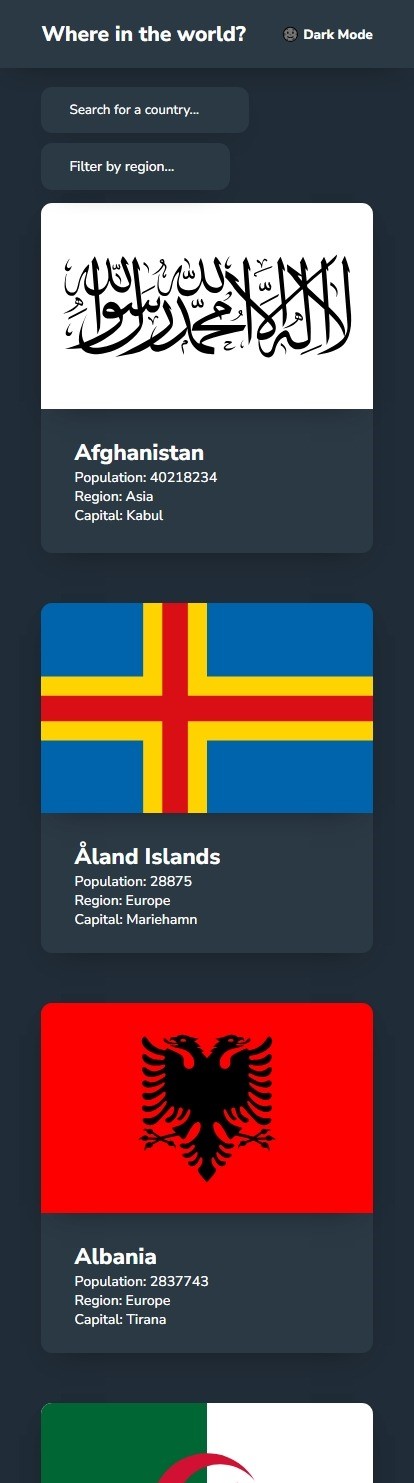 Where in the world?
Dark Mode
Search for a country...
Filter by region...
لا إله إلا الله محمد رسول الله
Afghanistan
Population: 40218234
Region: Asia
Capital: Kabul
Åland Islands
Population: 28875
Region: Europe
Capital: Mariehamn
Albania
Population: 2837743
Region: Europe
Capital: Tirana